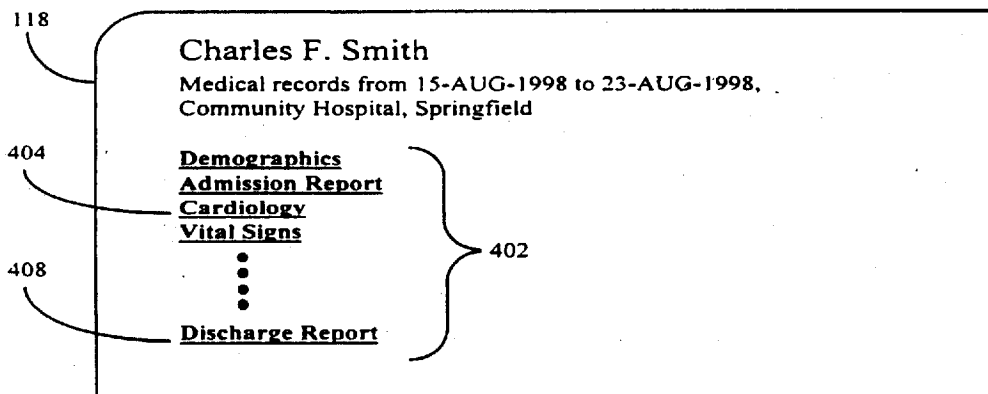 118
Charles F. Smith
Medical records from 15-AUG-1998 to 23-AUG-1998,
Community Hospital, Springfield
404
Demographics
Admission Report
Cardiology
Vital Signs
402
408
Discharge Report